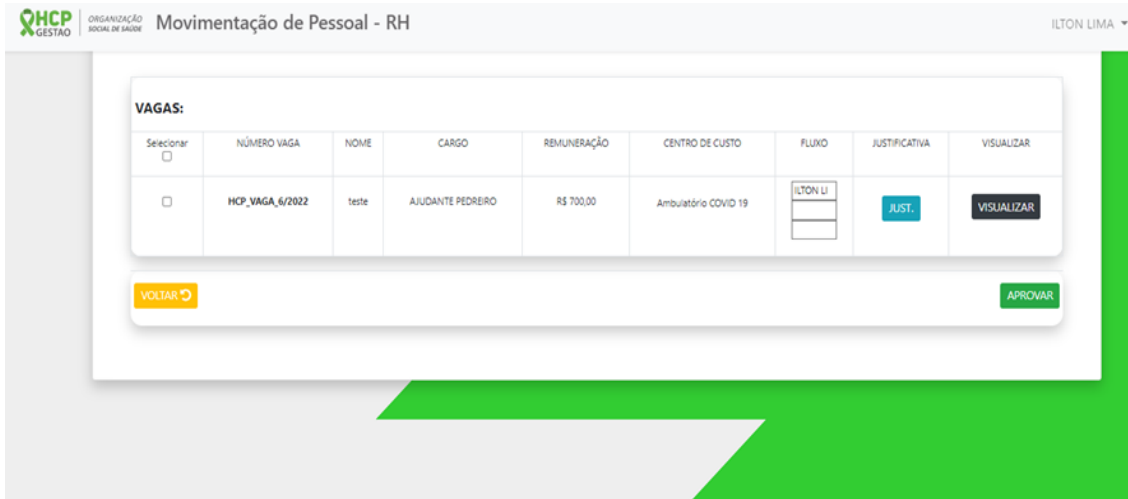 HCP GESTAO ORGANIZAÇÃO SOCIAL DE SAÚDE Movimentação de Pessoal - RH ILTON LIMA
VAGAS:
Selecionar NÚMERO VAGA NOME CARGO REMUNERAÇÃO CENTRO DE CUSTO FLUXO JUSTIFICATIVA VISUALIZAR
HCP_VAGA_6/2022 teste AJUDANTE PEDREIRO R$ 700,00 Ambulatório COVID 19 ILTON LI JUST. VISUALIZAR
VOLTAR APROVAR